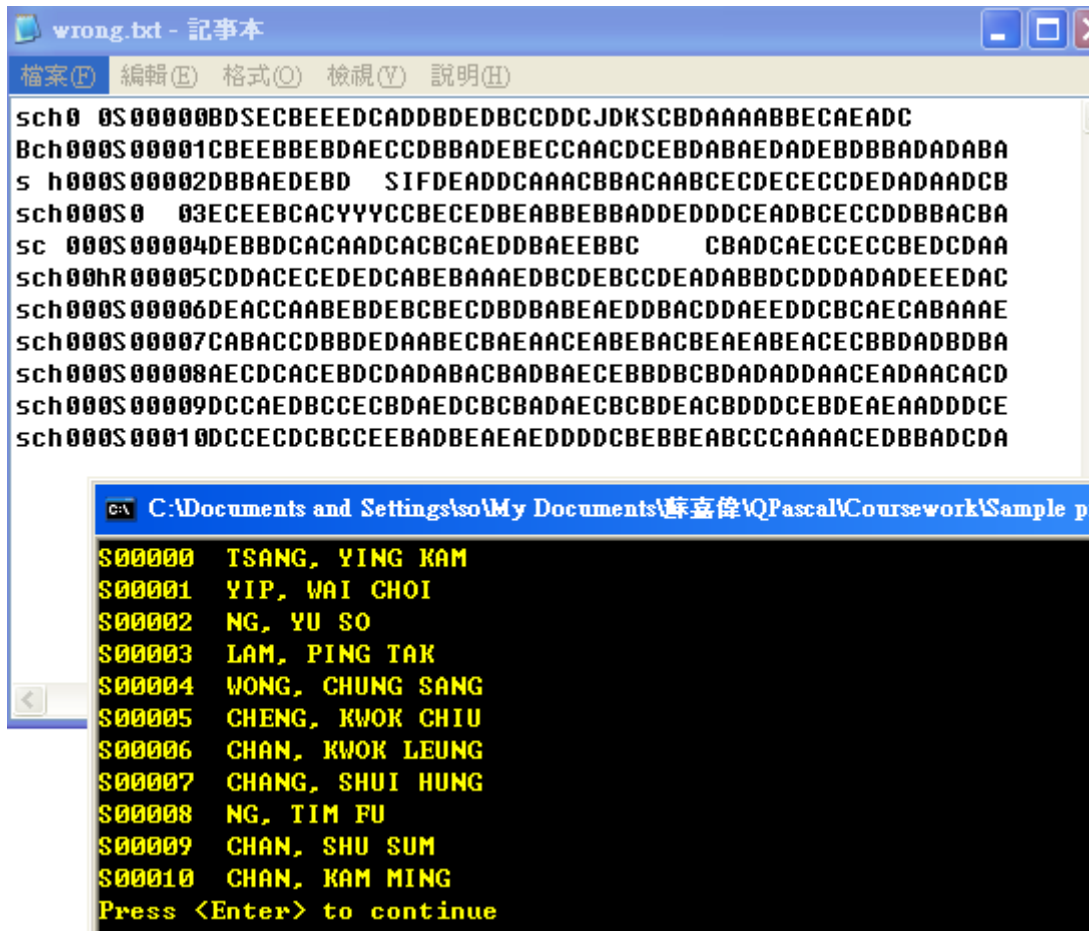 wrong.txt - 記事本
檔案(F) 編輯(E) 格式(O) 檢視(V) 說明(H)
sch0 0S00000BDSECBEEEDCADDBDEDBCCDDCJDKSCBDAAAABBECAEADC
Bch000S00001CBEEBBEBDAECCDBBADEBECCAACDCEBDABAEDADEBDBBADADABA
s h000S00002DBBAEDEBD  SIFDEADDCAAACBBACAABCECDECECCDEDADAADCB
sch000S0  03ECEEBCACYYYCCBECEDBEABBEBBADDEDDDCEADBCECCDDBBACBA
sc 000S00004DEBBDCACAADCACBCAEDDBAEEBBC    CBADCAECCECCBEDCDAA
sch00hR00005CDDACECEDEDCABEBAAAEDBCDEBCCDEADABBDCDDADADEEEDAC
sch000S00006DEACCAABEBDEBCBECDBDBABEAEDDBACDDAEEDDCBCAECABAAAE
sch000S00007CABACCDBBDEDAABECBAEAACEABEBACBEAEABEACECBBDADBDBA
sch000S00008AECDCACEBDCDADABACBADBAECEBBDBCBDADADDAACEADAACACD
sch000S00009DCCAEDBCCECBDAEDCBCBADAECBCBDEACBDDDCEBDEAEAADDDCE
sch000S00010DCCECDCBCCEEBADBEAEAEDDDDCBEBBEABCCCAAAACEDBBADCDA
C:\Documents and Settings\so\My Documents\蘇嘉偉\QPascal\Coursework\Sample p
S00000  TSANG, YING KAM
S00001  YIP, WAI CHOI
S00002  NG, YU SO
S00003  LAM, PING TAK
S00004  WONG, CHUNG SANG
S00005  CHENG, KWOK CHIU
S00006  CHAN, KWOK LEUNG
S00007  CHANG, SHUI HUNG
S00008  NG, TIM FU
S00009  CHAN, SHU SUM
S00010  CHAN, KAM MING
Press <Enter> to continue